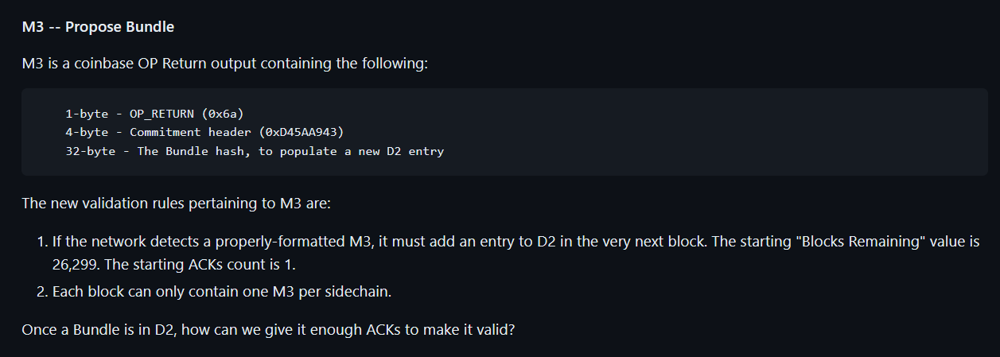 M3 -- Propose Bundle
M3 is a coinbase OP Return output containing the following:
1-byte - OP_RETURN (0x6a)
4-byte - Commitment header (0xD45AA943)
32-byte - The Bundle hash, to populate a new D2 entry
The new validation rules pertaining to M3 are:
1. If the network detects a properly-formatted M3, it must add an entry to D2 in the very next block. The starting "Blocks Remaining" value is
26,299. The starting ACKs count is 1.
2. Each block can only contain one M3 per sidechain.
Once a Bundle is in D2, how can we give it enough ACKs to make it valid?